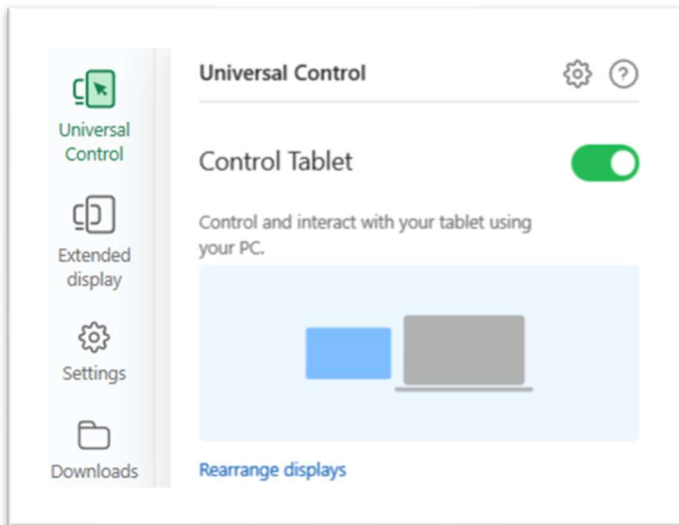 Universal
Control
Extended
display
Settings
Downloads
Universal Control
?
Control Tablet
Control and interact with your tablet using
your PC.
Rearrange displays